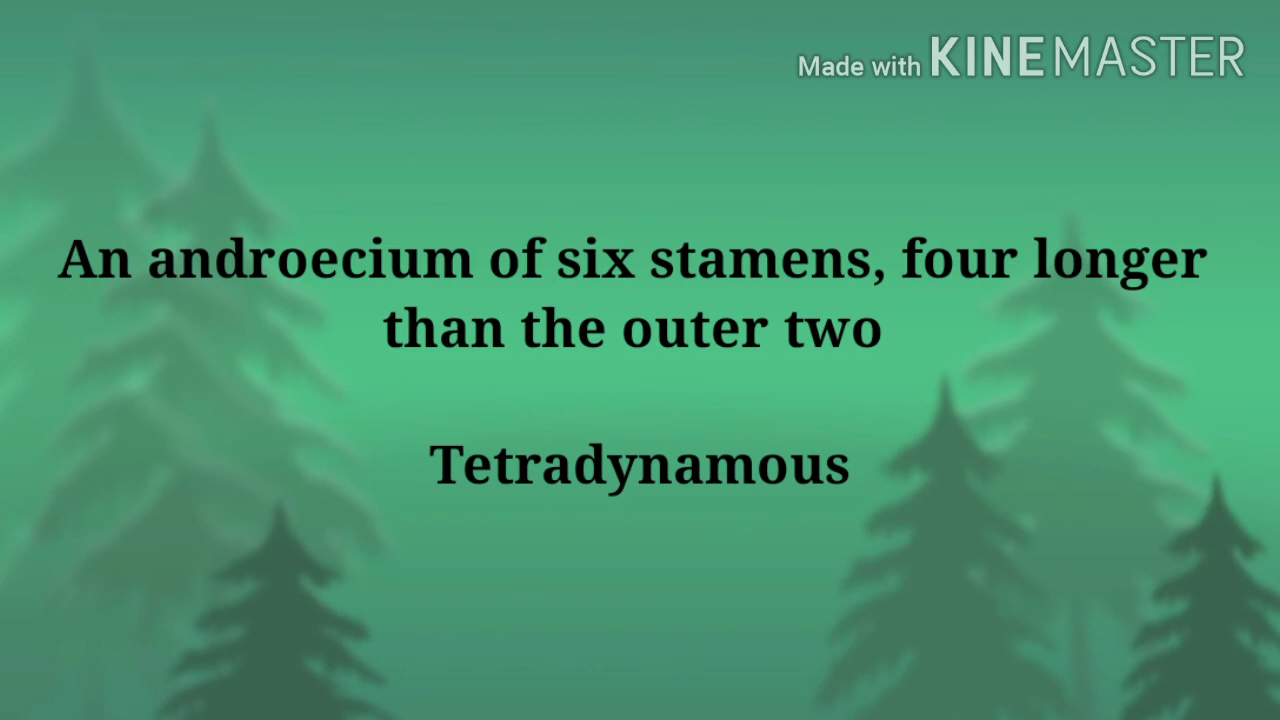 Made with KINEMASTER
An androecium of six stamens, four longer
than the outer two
Tetradynamous